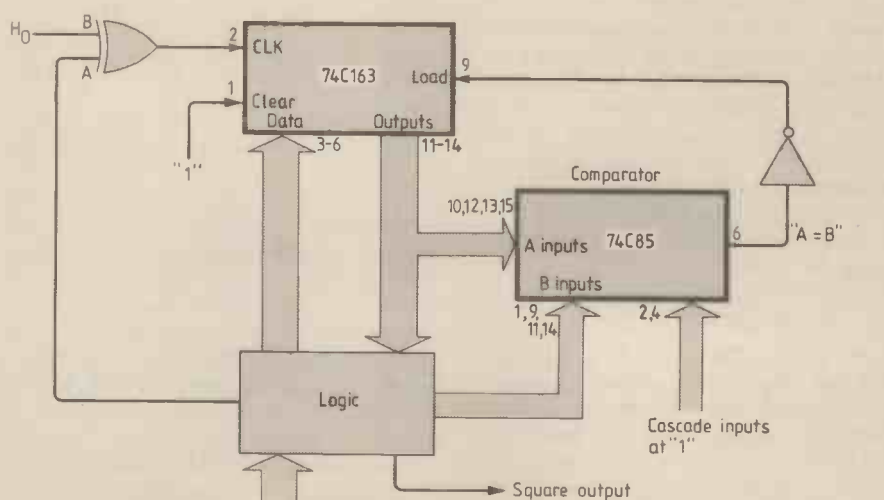 H₀
B
A
2
CLK
74C163
Load
9
1
Clear
Data
Outputs
3-6
11-14
"1"
Comparator
10,12,13,15
74C85
6
A inputs
"A = B"
B inputs
1,9,
11,14
2,4
Logic
Cascade inputs
at "1"
Square output